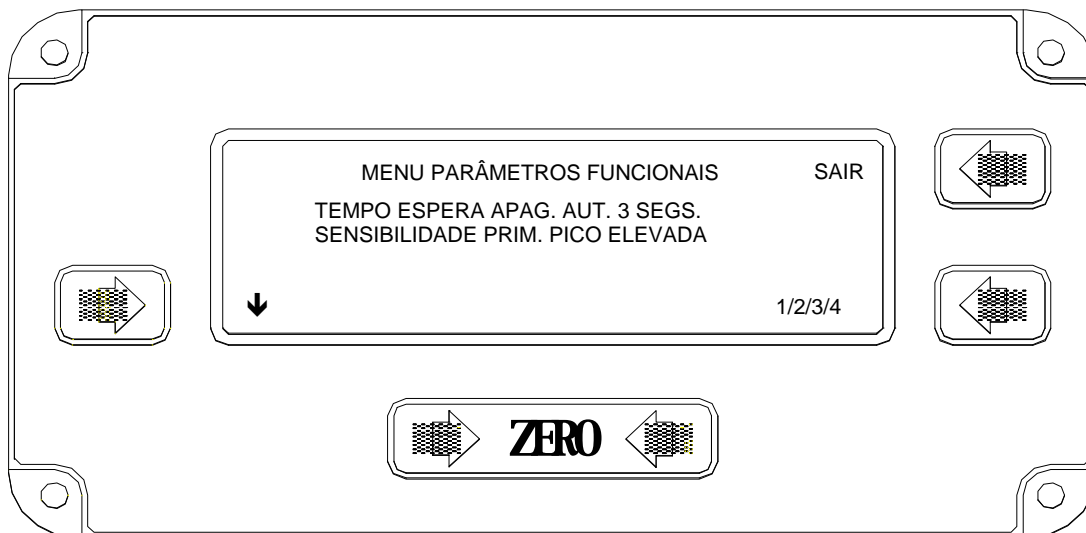 MENU PARÂMETROS FUNCIONAIS SAIR
TEMPO ESPERA APAG. AUT. 3 SEGS.
SENSIBILIDADE PRIM. PICO ELEVADA
1/2/3/4
ZERO